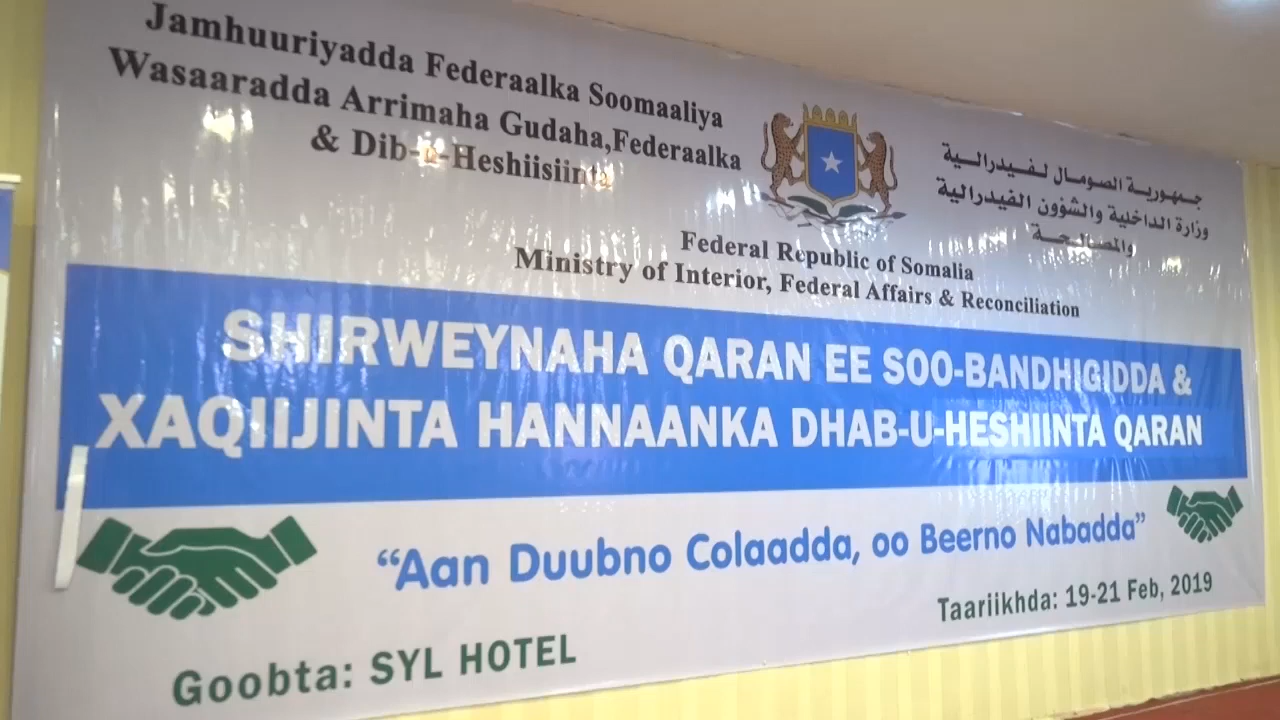 Jamhuuriyadda Federaalka Soomaaliya
Wasaaradda Arrimaha Gudaha,Federaalka
& Dib-u-Heshiisiinta
جمهورية الصومال لفيدرالية
وزارة الداخلية والشؤون الفيدرالية
والمصالحة
Federal Republic of Somalia
Ministry of Interior, Federal Affairs & Reconciliation
SHIRWEYNAHA QARAN EE SOO-BANDHIGIDDA &
XAQIIJINTA HANNAANKA DHAB-U-HESHIINTA QARAN
“Aan Duubno Colaadda, oo Beerno Nabadda”
Taariikhda: 19-21 Feb, 2019
Goobta: SYL HOTEL